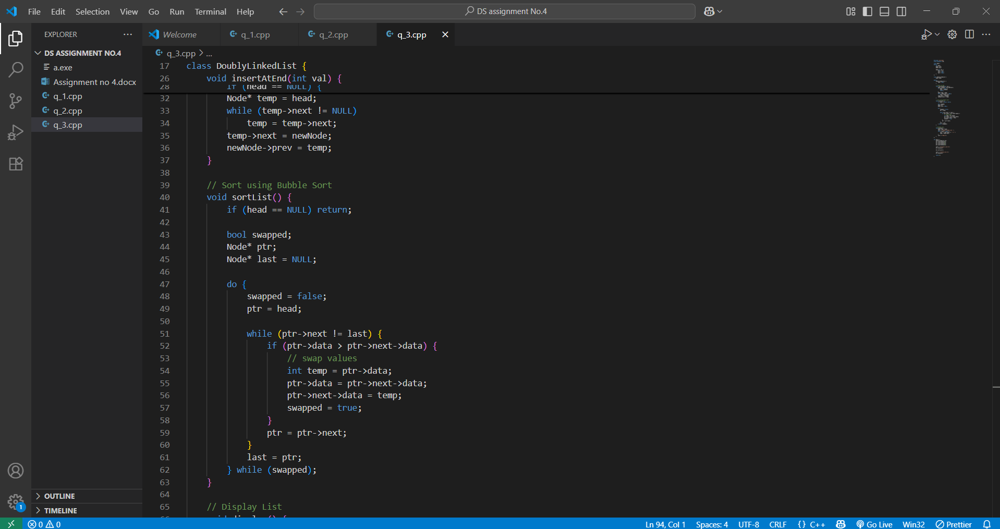 File Edit Selection View Go Run Terminal Help
DS assignment No.4
EXPLORER
DS ASSIGNMENT NO.4
a.exe
Assignment no 4.docx
q_1.cpp
q_2.cpp
q_3.cpp
OUTLINE
TIMELINE
Welcome q_1.cpp q_2.cpp q_3.cpp
q_3.cpp > ...
17 class DoublyLinkedList {
26     void insertAtEnd(int val) {
28         if (head == NULL) {
32         Node* temp = head;
33         while (temp->next != NULL)
34             temp = temp->next;
35         temp->next = newNode;
36         newNode->prev = temp;
37     }
38
39     // Sort using Bubble Sort
40     void sortList() {
41         if (head == NULL) return;
42
43         bool swapped;
44         Node* ptr;
45         Node* last = NULL;
46
47         do {
48             swapped = false;
49             ptr = head;
50
51             while (ptr->next != last) {
52                 if (ptr->data > ptr->next->data) {
53                     // swap values
54                     int temp = ptr->data;
55                     ptr->data = ptr->next->data;
56                     ptr->next->data = temp;
57                     swapped = true;
58                 }
59                 ptr = ptr->next;
60             }
61             last = ptr;
62         } while (swapped);
63     }
64
65     // Display List
1
0 0 Ln 94, Col 1 Spaces: 4 UTF-8 CRLF {} C++ Go Live Win32 Prettier